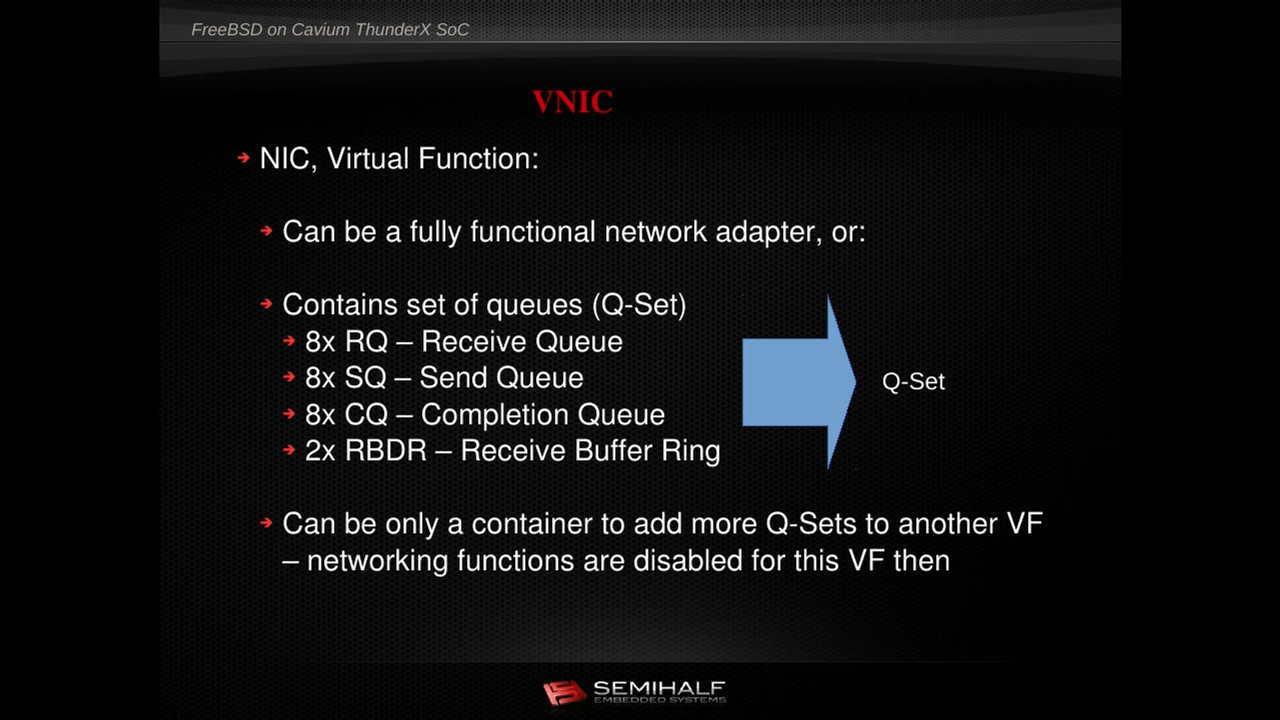 FreeBSD on Cavium ThunderX SoC
VNIC
NIC, Virtual Function:
Can be a fully functional network adapter, or:
Contains set of queues (Q-Set)
8x RQ – Receive Queue
8x SQ – Send Queue
8x CQ – Completion Queue
2x RBDR – Receive Buffer Ring
Q-Set
Can be only a container to add more Q-Sets to another VF
– networking functions are disabled for this VF then
SEMIHALF
EMBEDDED SYSTEMS